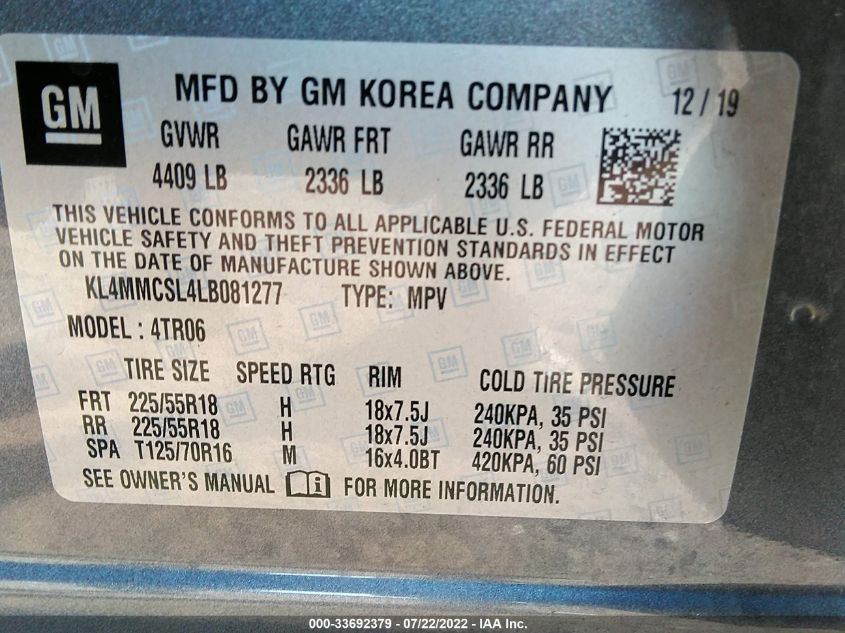 GM
MFD BY GM KOREA COMPANY 12 / 19
GVWR GAWR FRT GAWR RR
4409 LB 2336 LB 2336 LB
THIS VEHICLE CONFORMS TO ALL APPLICABLE U.S. FEDERAL MOTOR
VEHICLE SAFETY AND THEFT PREVENTION STANDARDS IN EFFECT
ON THE DATE OF MANUFACTURE SHOWN ABOVE.
KL4MMCSL4LB081277 TYPE: MPV
MODEL : 4TR06
TIRE SIZE SPEED RTG RIM COLD TIRE PRESSURE
FRT 225/55R18 H 18x7.5J 240KPA, 35 PSI
RR 225/55R18 H 18x7.5J 240KPA, 35 PSI
SPA T125/70R16 M 16x4.0BT 420KPA, 60 PSI
SEE OWNER'S MANUAL i FOR MORE INFORMATION.
000-33692379 - 07/22/2022 - IAA Inc.